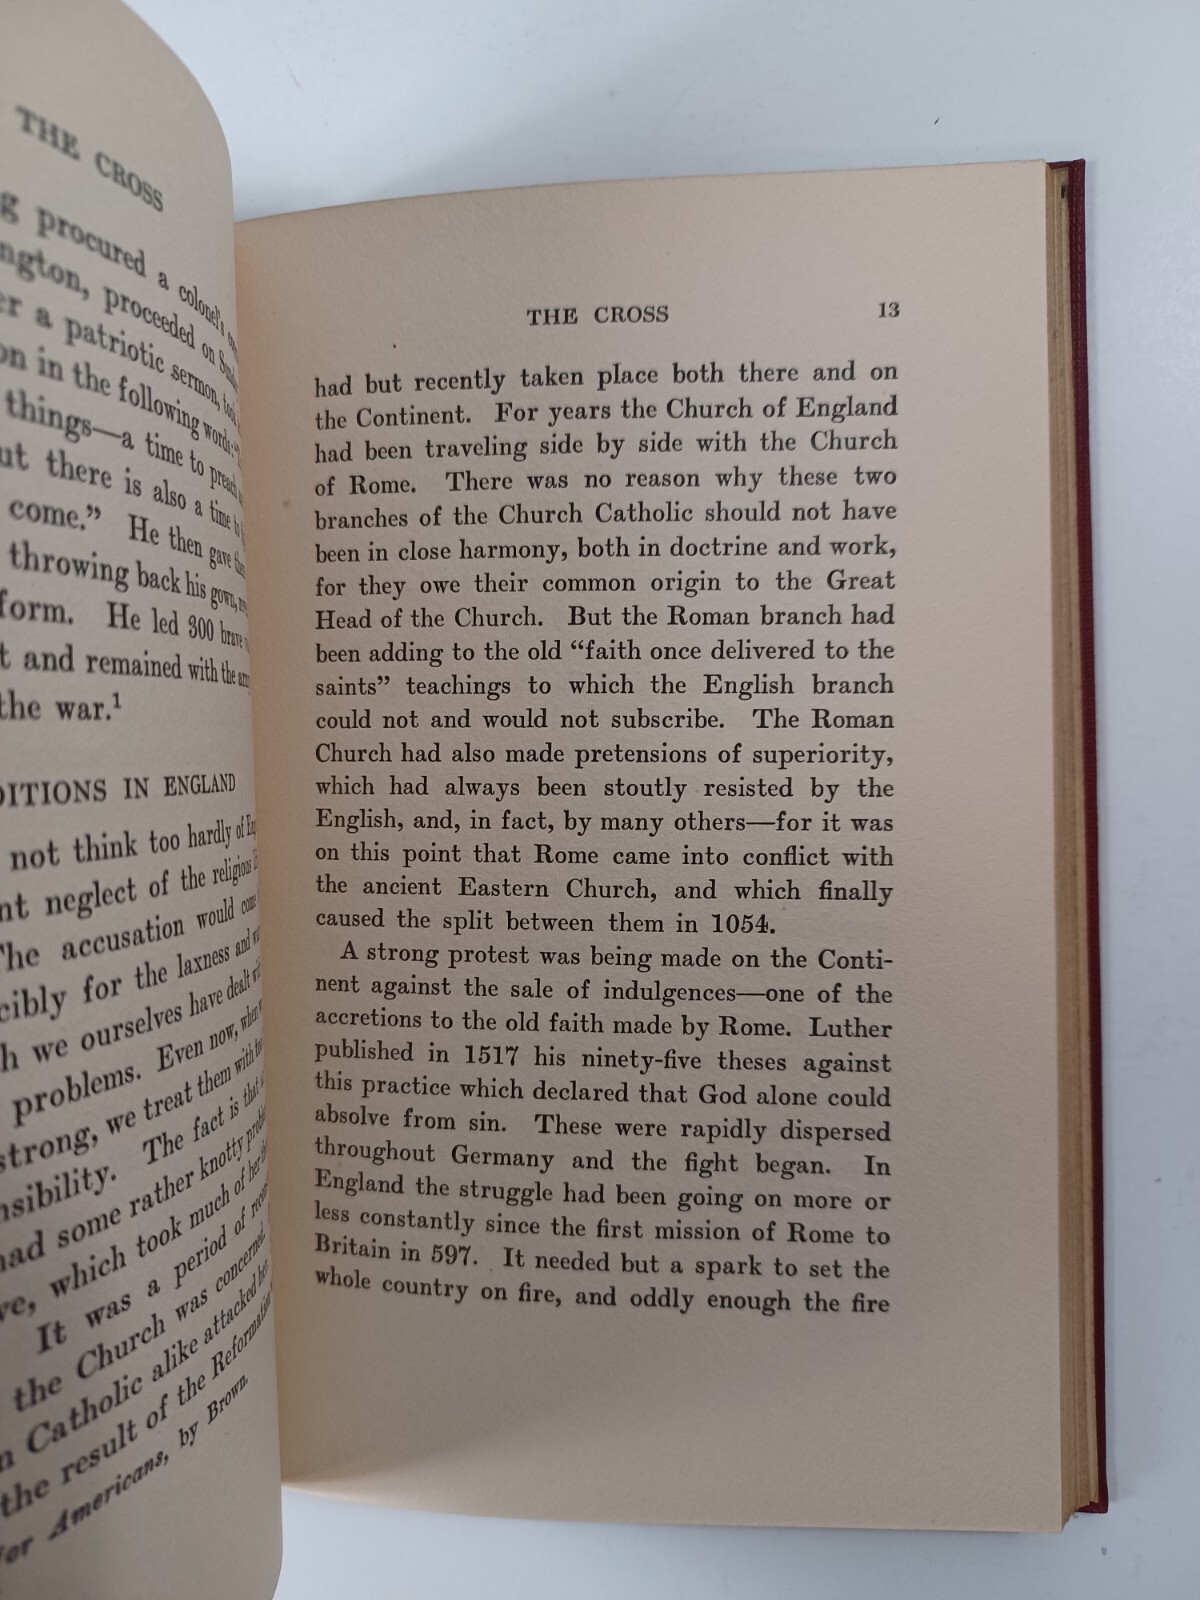 THE CROSS
procured a colonel's
proceeded on
a patriotic sermon,
in the following words:
things—a time to preach
there is also a time to
come.” He then gave
throwing back his gown,
form. He led 300 brave
and remained with the
the war.¹
IN ENGLAND
not think too hardly of
neglect of the religious
The accusation would come
for the laxness and
we ourselves have dealt
problems. Even now, when
strong, we treat them with
The fact is that
had some rather knotty
which took much of her
It was a period of
the Church was concerned.
Catholic alike attacked her
the result of the Reformation
for Americans, by Brown.
THE CROSS 13
had but recently taken place both there and on
the Continent. For years the Church of England
had been traveling side by side with the Church
of Rome. There was no reason why these two
branches of the Church Catholic should not have
been in close harmony, both in doctrine and work,
for they owe their common origin to the Great
Head of the Church. But the Roman branch had
been adding to the old “faith once delivered to the
saints” teachings to which the English branch
could not and would not subscribe. The Roman
Church had also made pretensions of superiority,
which had always been stoutly resisted by the
English, and, in fact, by many others—for it was
on this point that Rome came into conflict with
the ancient Eastern Church, and which finally
caused the split between them in 1054.
A strong protest was being made on the Conti-
nent against the sale of indulgences—one of the
accretions to the old faith made by Rome. Luther
published in 1517 his ninety-five theses against
this practice which declared that God alone could
absolve from sin. These were rapidly dispersed
throughout Germany and the fight began. In
England the struggle had been going on more or
less constantly since the first mission of Rome to
Britain in 597. It needed but a spark to set the
whole country on fire, and oddly enough the fire